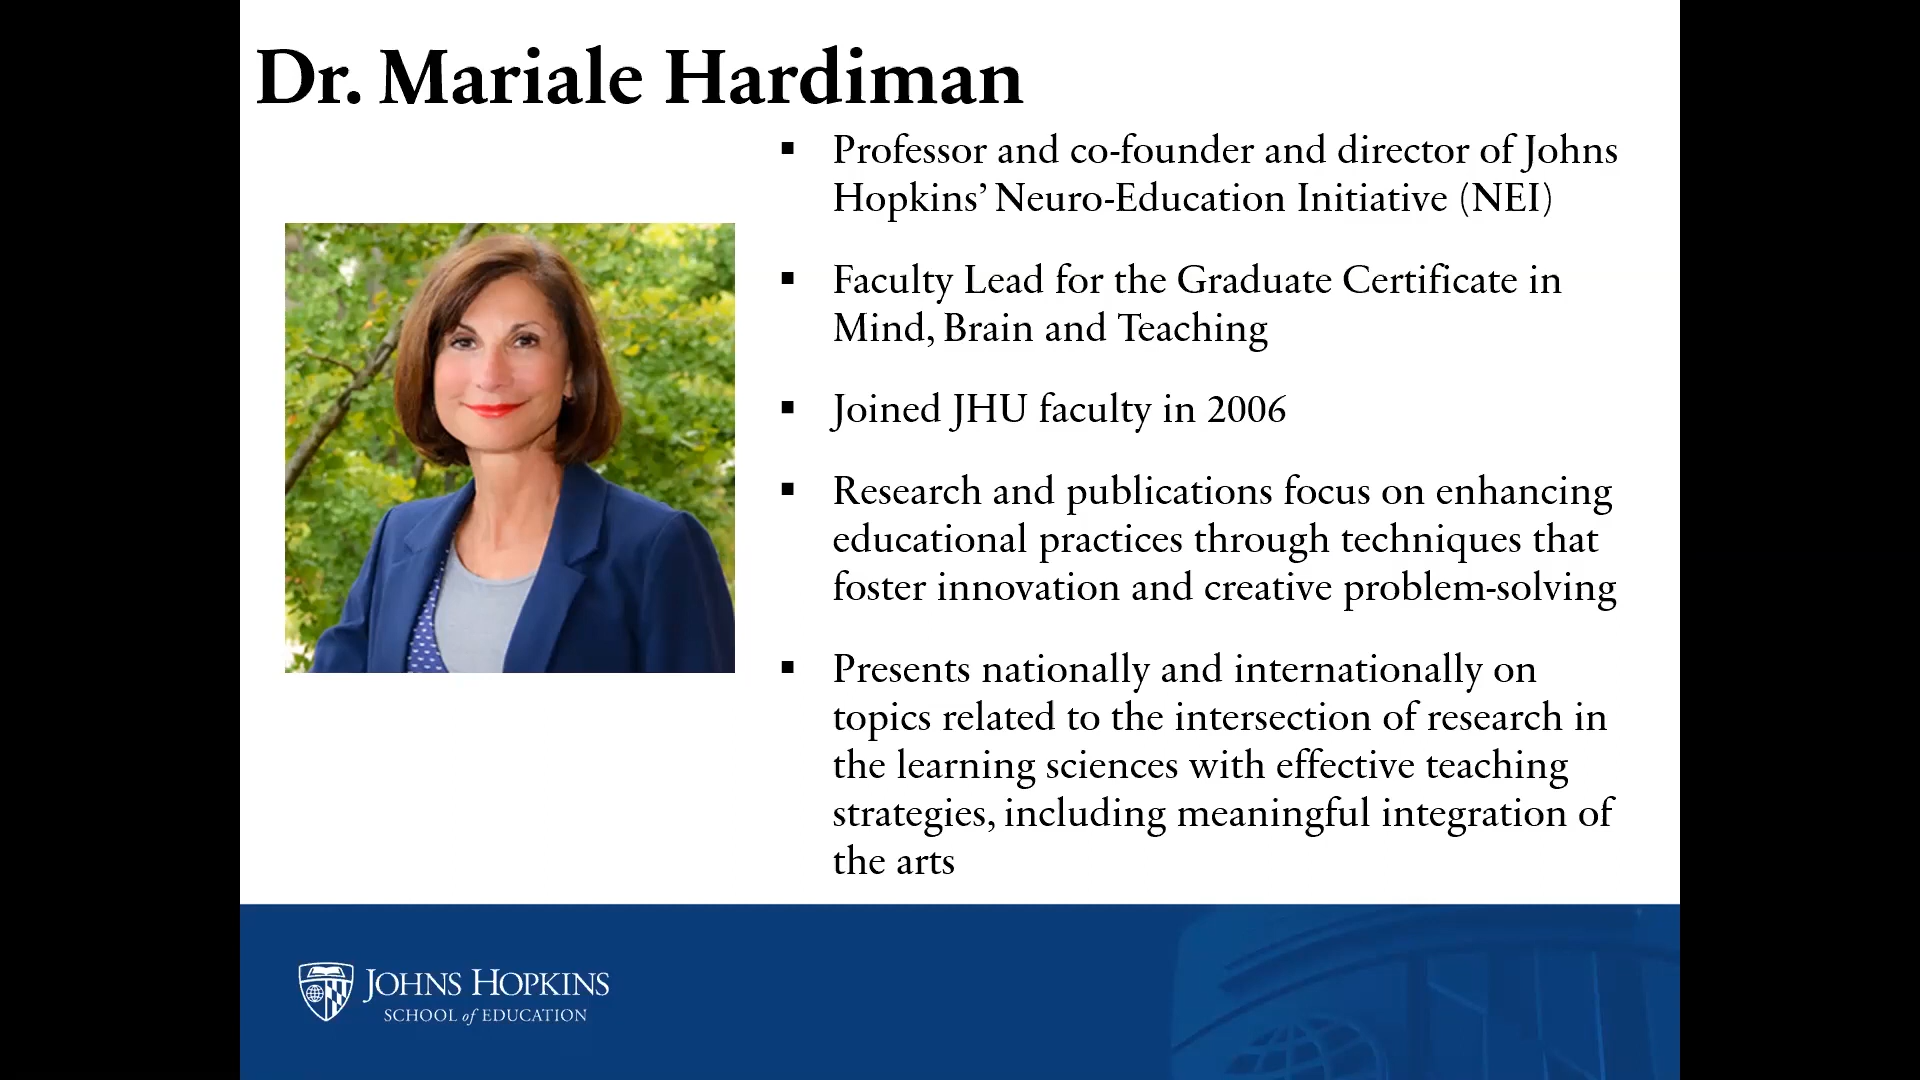 Dr. Mariale Hardiman
▪ Professor and co-founder and director of Johns
Hopkins’ Neuro-Education Initiative (NEI)
▪ Faculty Lead for the Graduate Certificate in
Mind, Brain and Teaching
▪ Joined JHU faculty in 2006
▪ Research and publications focus on enhancing
educational practices through techniques that
foster innovation and creative problem-solving
▪ Presents nationally and internationally on
topics related to the intersection of research in
the learning sciences with effective teaching
strategies, including meaningful integration of
the arts
JOHNS HOPKINS
SCHOOL of EDUCATION